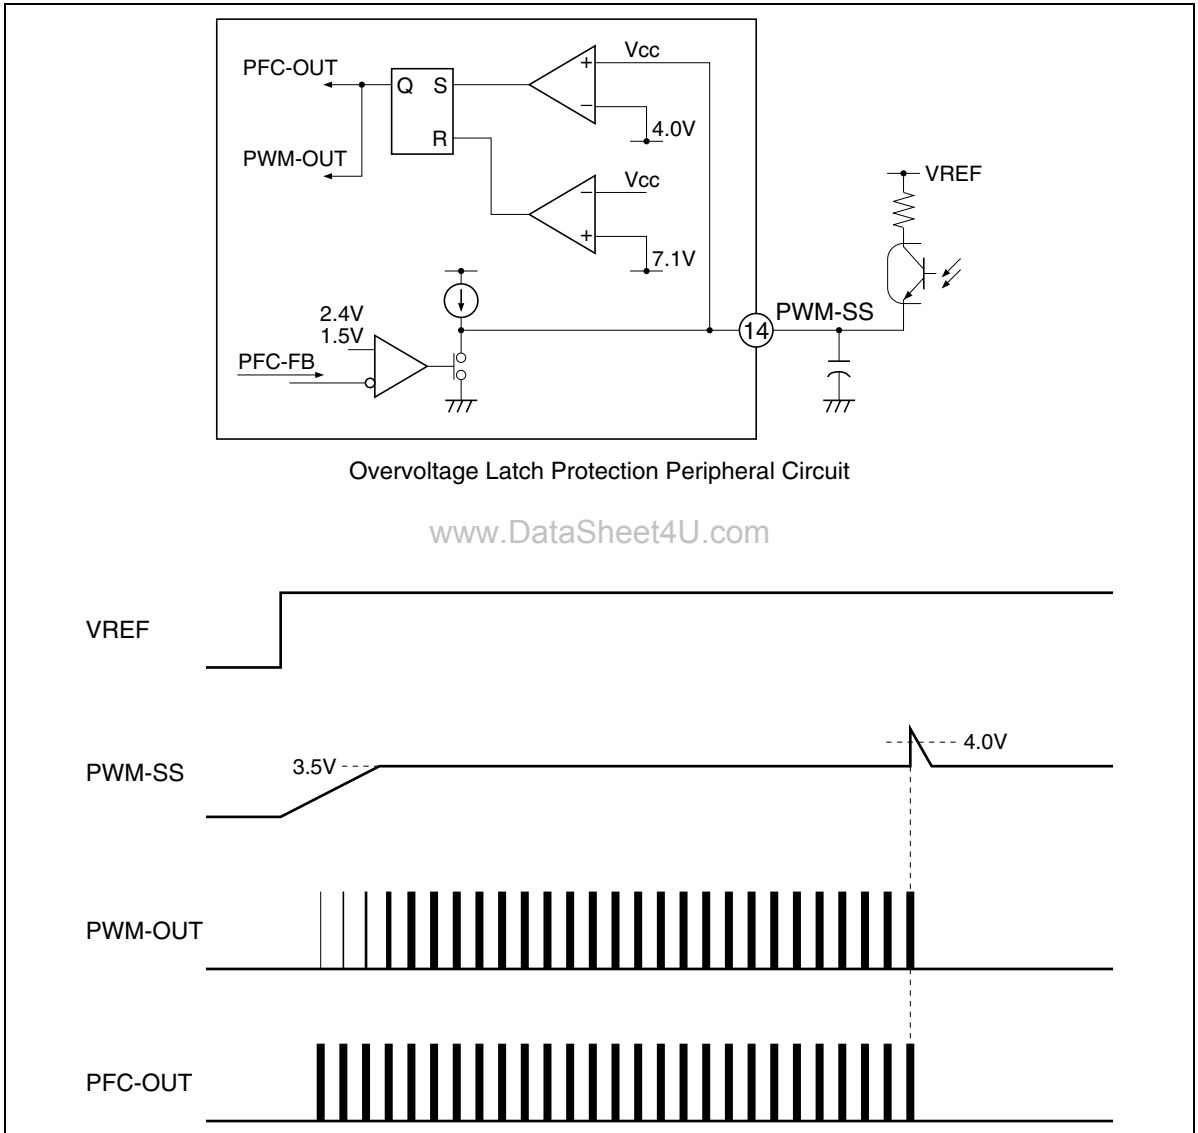 Vcc
PFC-OUT
Q S
+
−
4.0V
R
PWM-OUT
Vcc
−
VREF
+
7.1V
2.4V
1.5V
PWM-SS
14
PFC-FB
Overvoltage Latch Protection Peripheral Circuit
www.DataSheet4U.com
VREF
4.0V
3.5V
PWM-SS
PWM-OUT
PFC-OUT